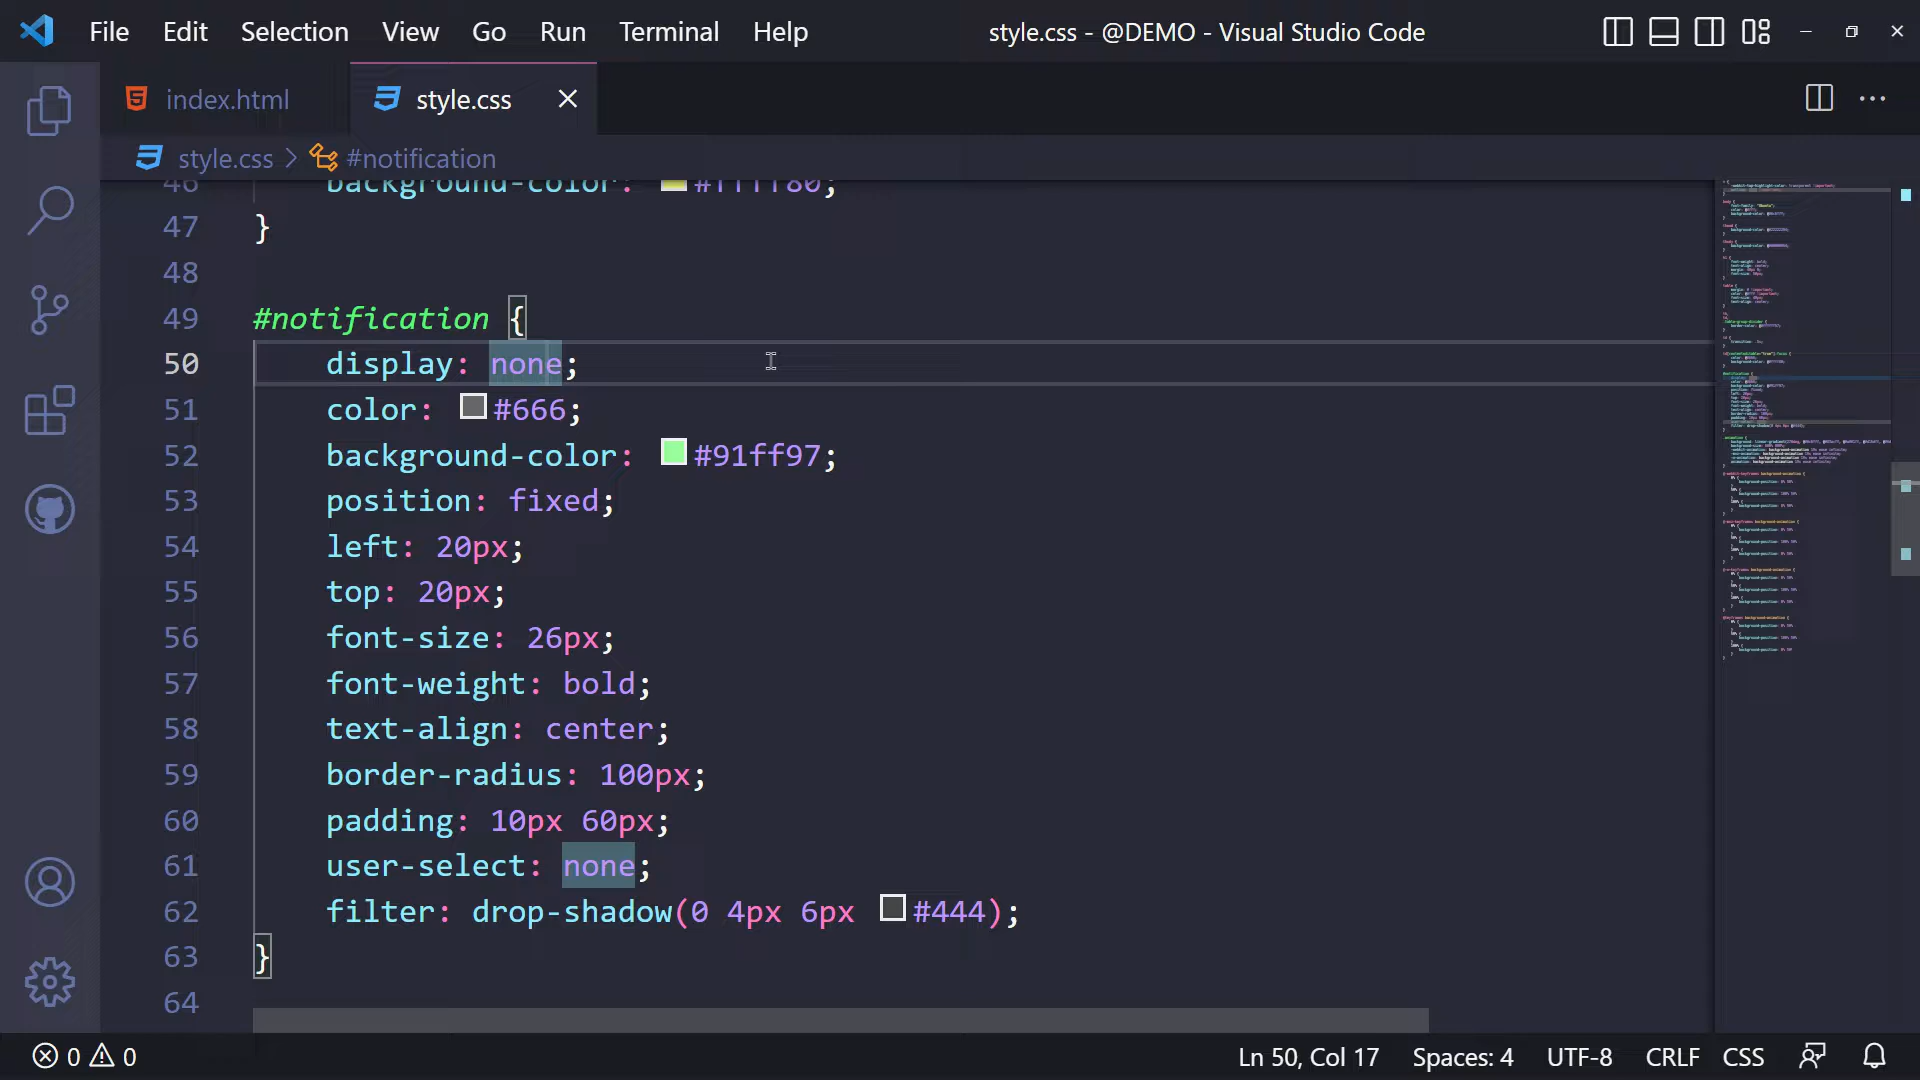 File Edit Selection View Go Run Terminal Help style.css - @DEMO - Visual Studio Code
index.html style.css
style.css > #notification
46 background-color: #ffff80;
47 }
48
49 #notification {
50 display: none;
51 color: #666;
52 background-color: #91ff97;
53 position: fixed;
54 left: 20px;
55 top: 20px;
56 font-size: 26px;
57 font-weight: bold;
58 text-align: center;
59 border-radius: 100px;
60 padding: 10px 60px;
61 user-select: none;
62 filter: drop-shadow(0 4px 6px #444);
63 }
64
0 0 Ln 50, Col 17 Spaces: 4 UTF-8 CRLF CSS